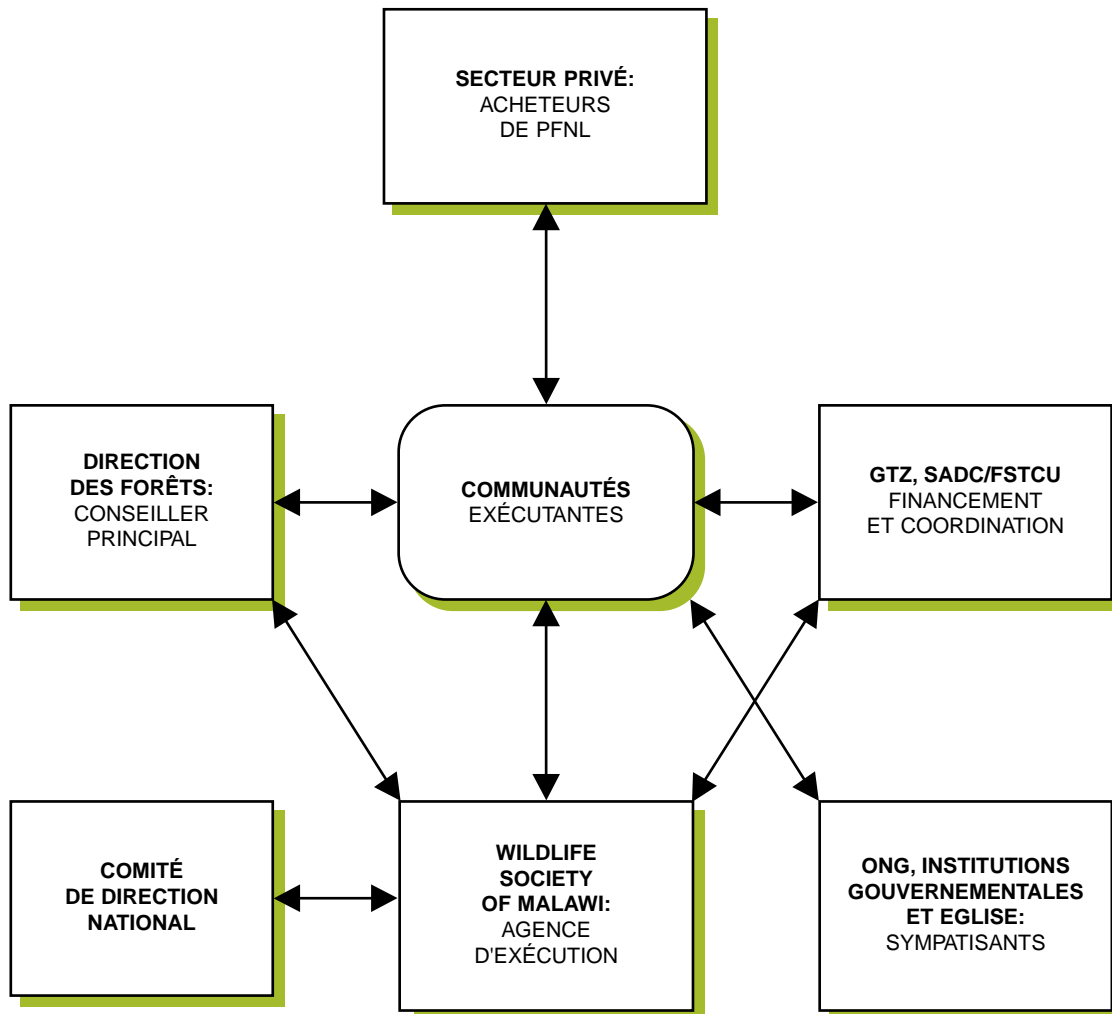 SECTEUR PRIVÉ:
ACHETEURS
DE PFNL
DIRECTION
DES FORÊTS:
CONSEILLER
PRINCIPAL
COMMUNAUTÉS
EXÉCUTANTES
GTZ, SADC/FSTCU
FINANCEMENT
ET COORDINATION
COMITÉ
DE DIRECTION
NATIONAL
WILDLIFE
SOCIETY
OF MALAWI:
AGENCE
D'EXÉCUTION
ONG, INSTITUTIONS
GOUVERNEMENTALES
ET EGLISE:
SYMPATISANTS